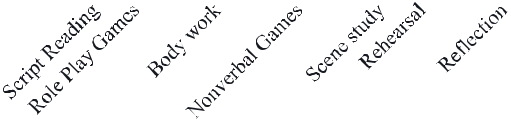 Script Reading
Role Play Games
Body work
Nonverbal Games
Scene study
Rehearsal
Reflection